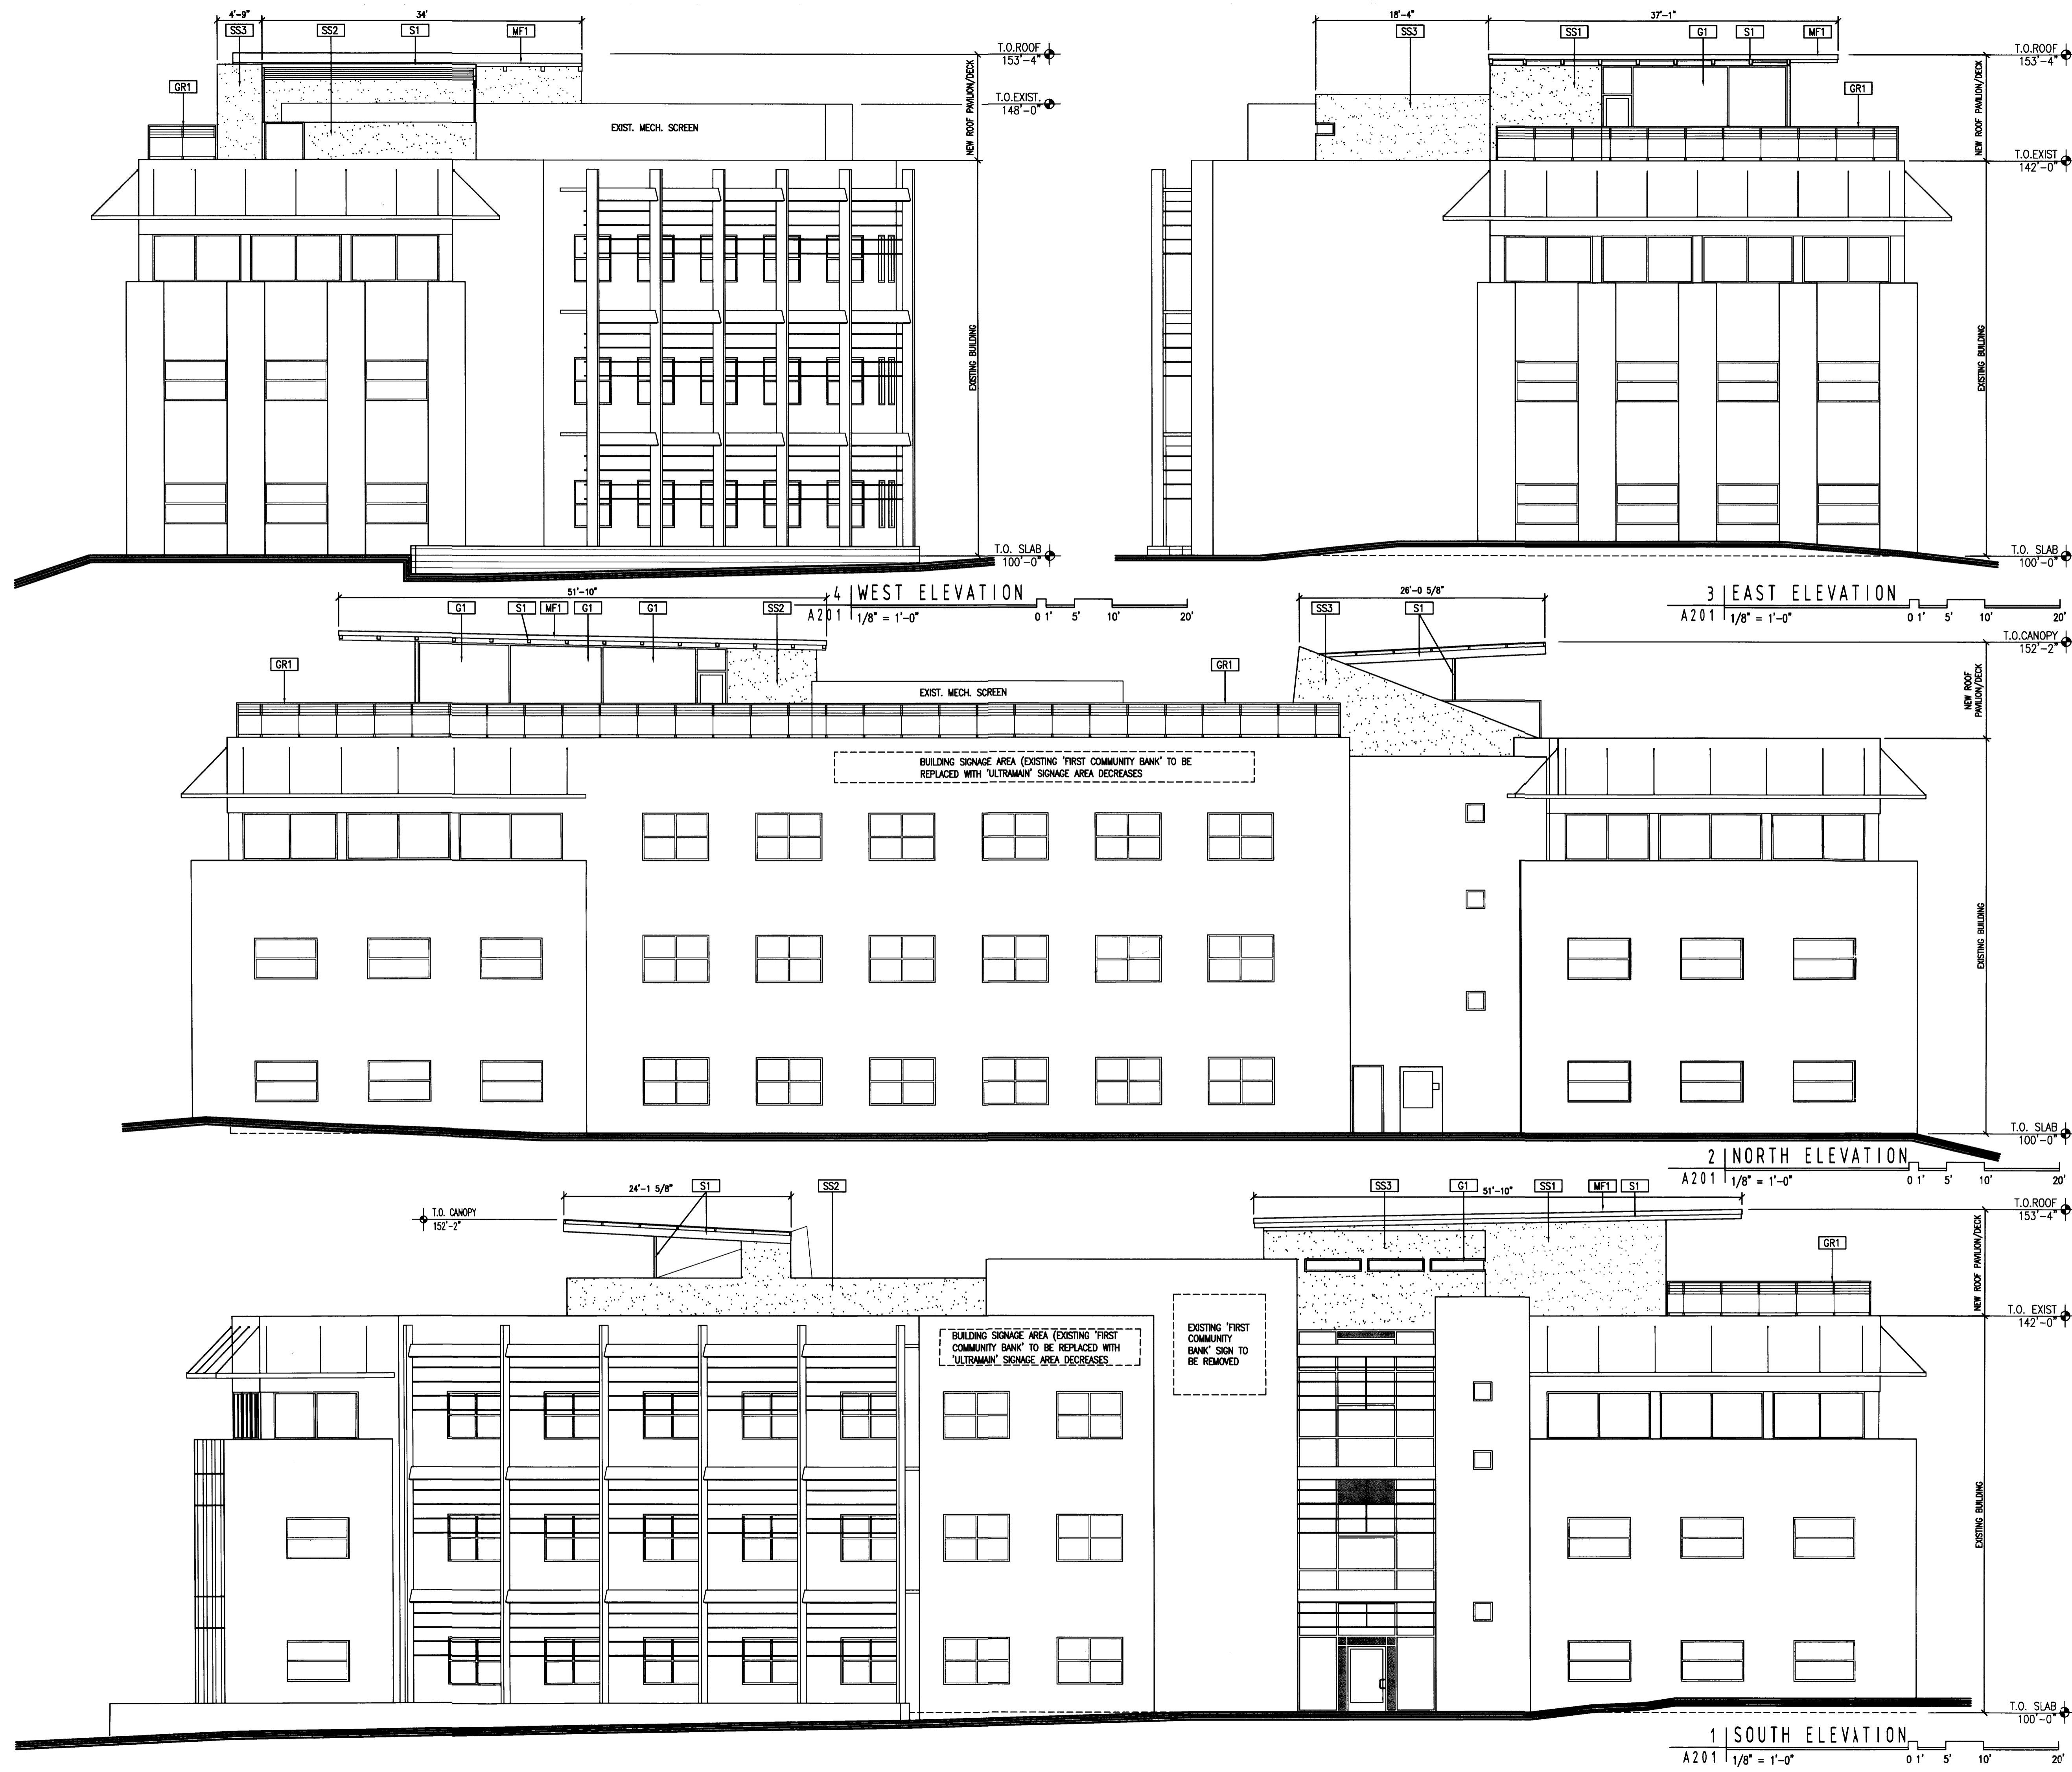 4'-9"
34'
SS3
SS2
S1
MF1
GR1
T.O.ROOF
153'-4"
T.O.EXIST.
148'-0"
EXIST. MECH. SCREEN
NEW ROOF PAVILION/DECK
EXISTING BUILDING
T.O. SLAB
100'-0"
4 WEST ELEVATION
A201 1/8" = 1'-0"
0 1' 5' 10' 20'
18'-4"
37'-1"
SS3
SS1
G1
S1
MF1
GR1
T.O.ROOF
153'-4"
NEW ROOF PAVILION/DECK
T.O.EXIST
142'-0"
EXISTING BUILDING
T.O. SLAB
100'-0"
3 EAST ELEVATION
A201 1/8" = 1'-0"
0 1' 5' 10' 20'
51'-10"
G1
S1
MF1
G1
G1
SS2
26'-0 5/8"
SS3
S1
GR1
GR1
EXIST. MECH. SCREEN
T.O.CANOPY
152'-2"
NEW ROOF
PAVILION/DECK
BUILDING SIGNAGE AREA (EXISTING 'FIRST COMMUNITY BANK' TO BE
REPLACED WITH 'ULTRAMAIN' SIGNAGE AREA DECREASES
EXISTING BUILDING
T.O. SLAB
100'-0"
2 NORTH ELEVATION
A201 1/8" = 1'-0"
0 1' 5' 10' 20'
24'-1 5/8"
S1
SS2
T.O. CANOPY
152'-2"
SS3
G1
51'-10"
SS1
MF1
S1
GR1
T.O.ROOF
153'-4"
NEW ROOF PAVILION/DECK
T.O. EXIST
142'-0"
BUILDING SIGNAGE AREA (EXISTING 'FIRST
COMMUNITY BANK' TO BE REPLACED WITH
'ULTRAMAIN' SIGNAGE AREA DECREASES
EXISTING 'FIRST
COMMUNITY
BANK' SIGN TO
BE REMOVED
EXISTING BUILDING
T.O. SLAB
100'-0"
1 SOUTH ELEVATION
A201 1/8" = 1'-0"
0 1' 5' 10' 20'